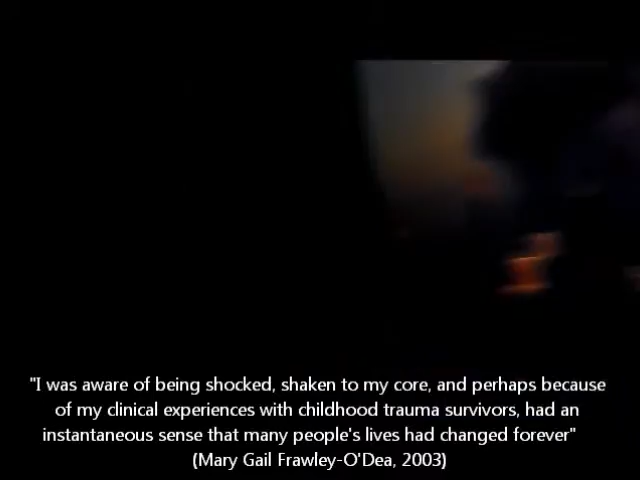 "I was aware of being shocked, shaken to my core, and perhaps because
of my clinical experiences with childhood trauma survivors, had an
instantaneous sense that many people's lives had changed forever"
(Mary Gail Frawley-O'Dea, 2003)